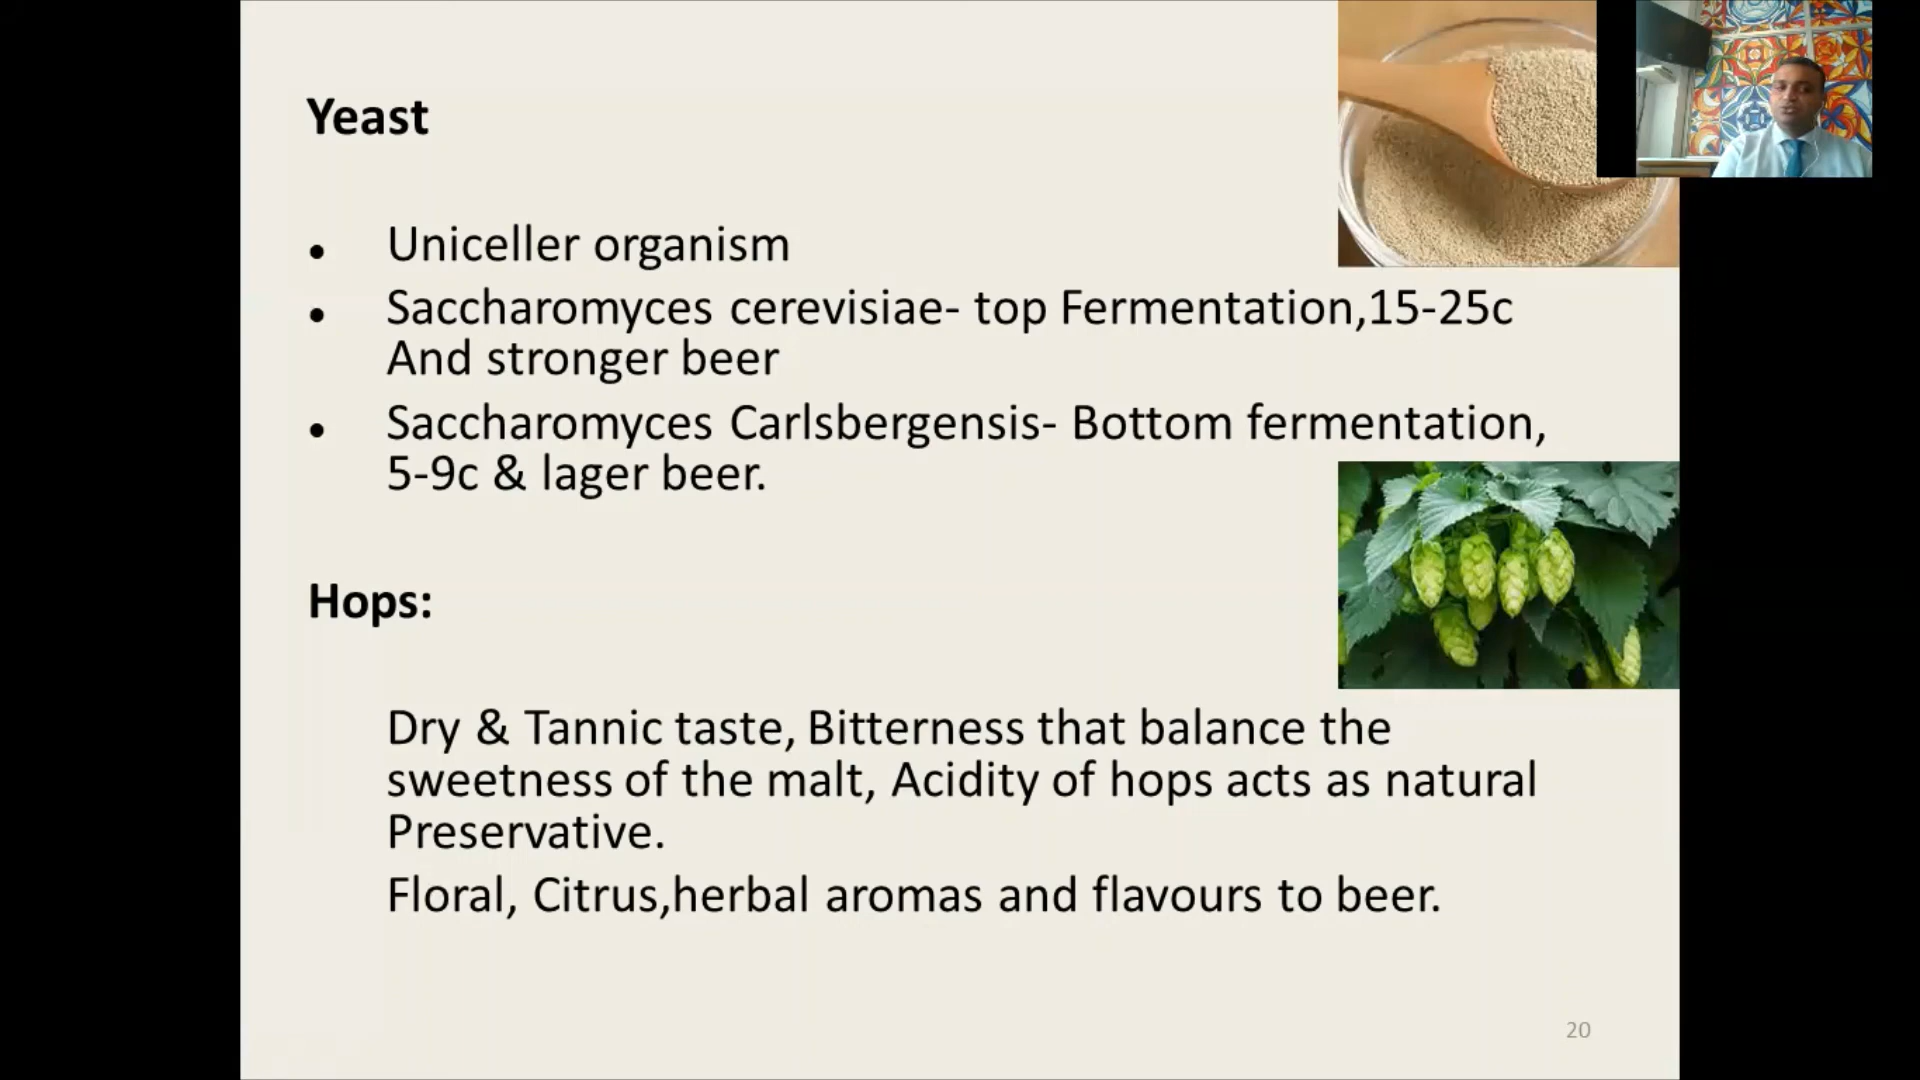 Yeast
• Uniceller organism
• Saccharomyces cerevisiae- top Fermentation,15-25c
And stronger beer
• Saccharomyces Carlsbergensis- Bottom fermentation,
5-9c & lager beer.
Hops:
Dry & Tannic taste, Bitterness that balance the
sweetness of the malt, Acidity of hops acts as natural
Preservative.
Floral, Citrus,herbal aromas and flavours to beer.
20